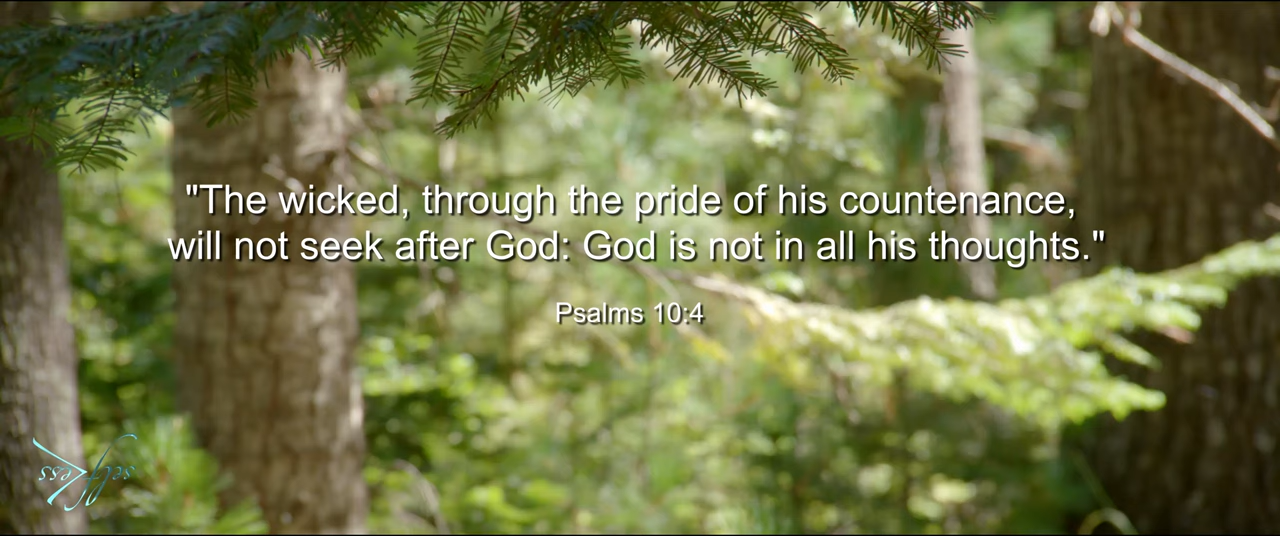 "The wicked, through the pride of his countenance,
will not seek after God: God is not in all his thoughts."
Psalms 10:4